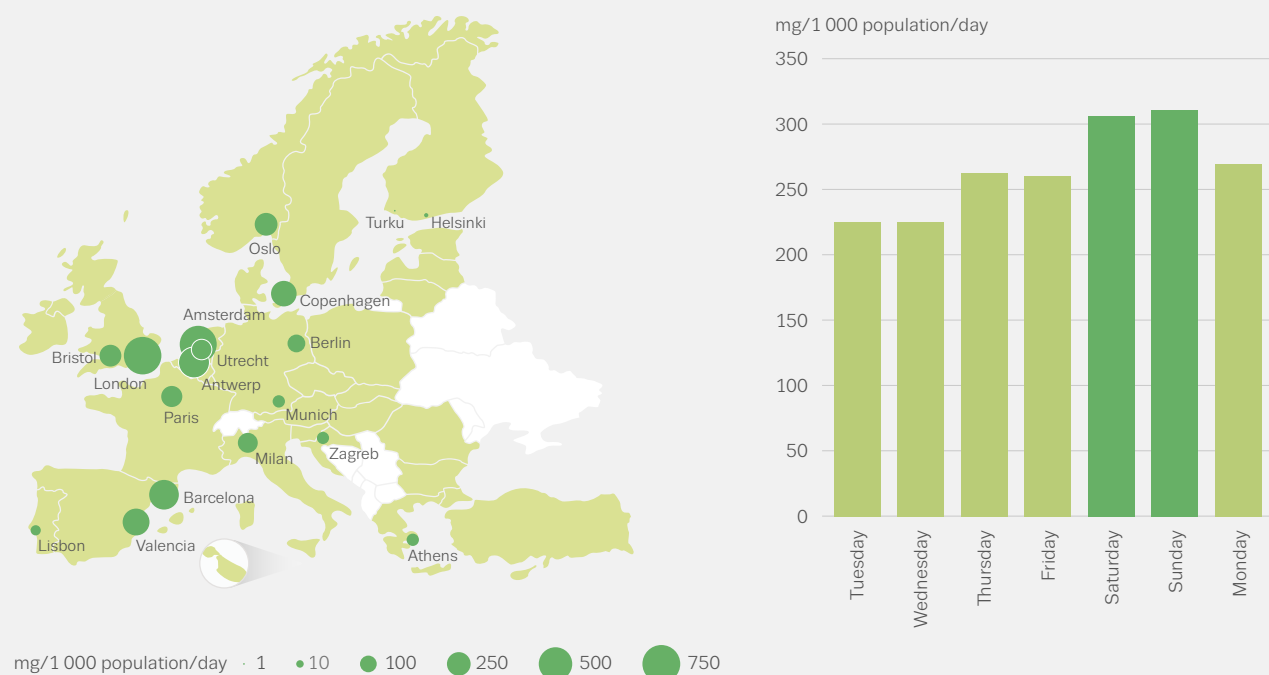 Turku
Helsinki
Oslo
Copenhagen
Amsterdam
Berlin
Bristol
Utrecht
London
Antwerp
Paris
Munich
Milan
Zagreb
Barcelona
Lisbon
Valencia
Athens
mg/1 000 population/day 1 10 100 250 500 750
mg/1 000 population/day
350
300
250
200
150
100
50
0
Tuesday
Wednesday
Thursday
Friday
Saturday
Sunday
Monday